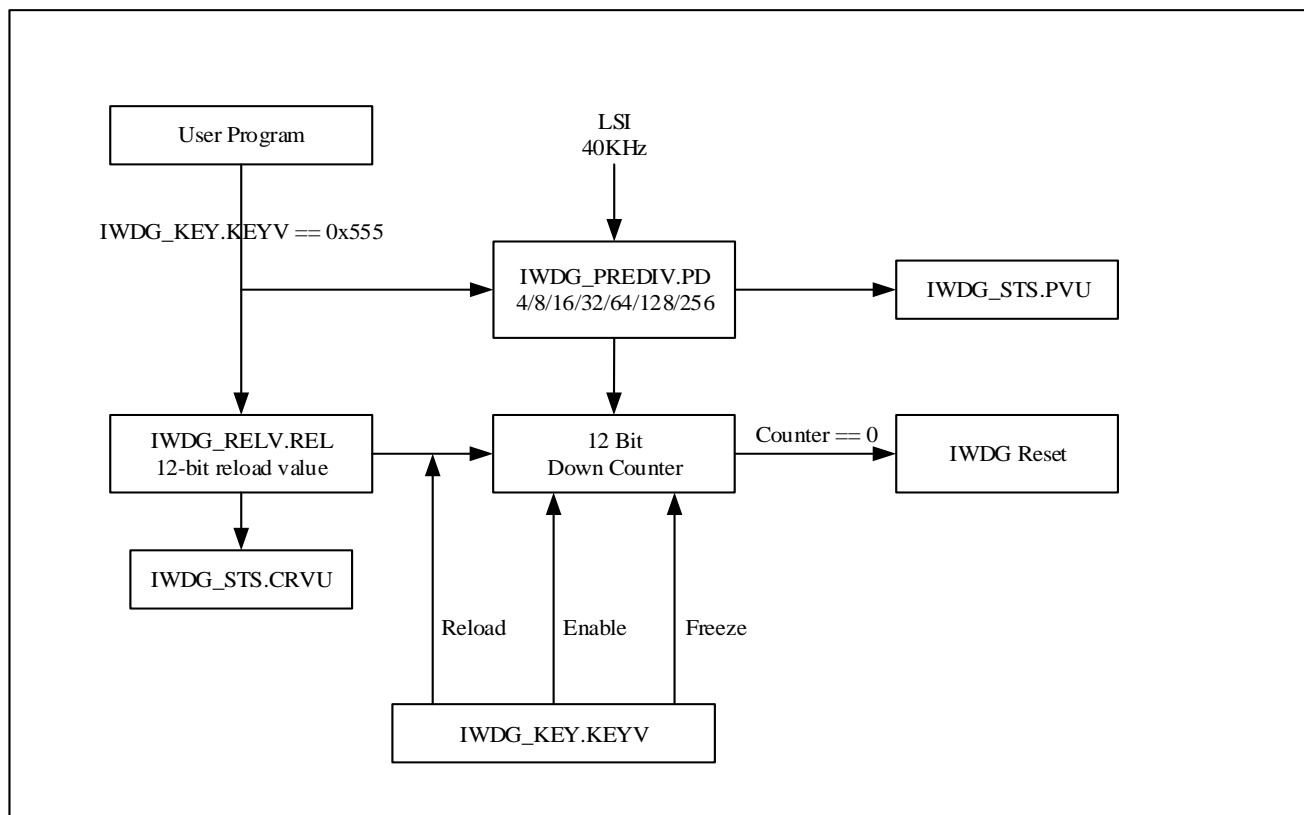 User Program
LSI
40KHz
IWDG_KEY.KEYV == 0x555
IWDG_PREDIV.PD
4/8/16/32/64/128/256
IWDG_STS.PVU
IWDG_RELV.REL
12-bit reload value
12 Bit
Down Counter
Counter == 0
IWDG Reset
IWDG_STS.CRVU
Reload
Enable
Freeze
IWDG_KEY.KEYV